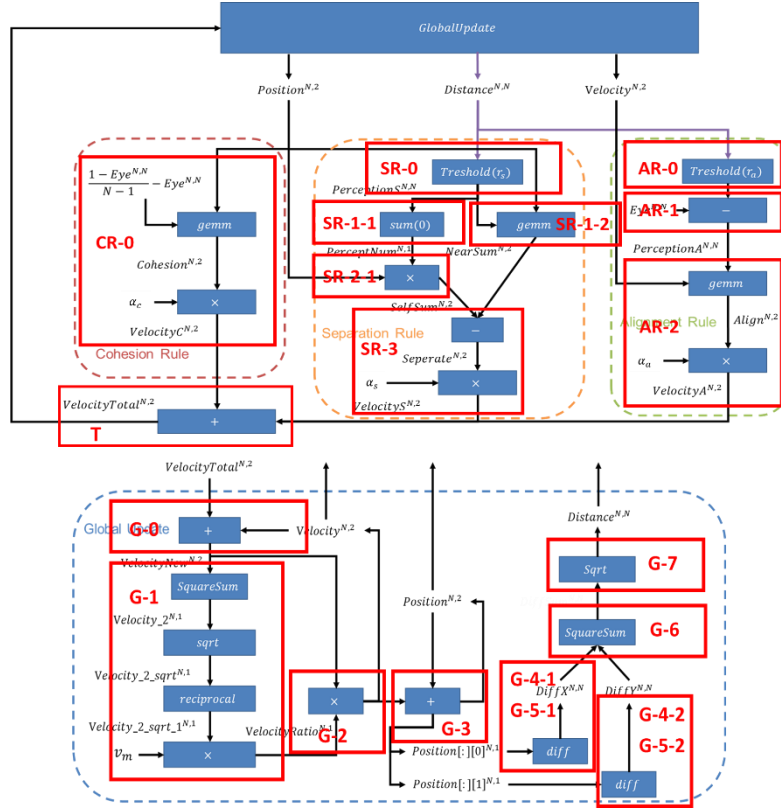 GlobalUpdate
Position^{N,2}
Distance^{N,N}
Velocity^{N,2}
1 − Eye^{N,N}
N − 1
− Eye^{N,N}
CR-0
gemm
Cohesion^{N,2}
α_c
×
VelocityC^{N,2}
Cohesion Rule
SR-0
Treshold(r_s)
PerceptionS^{N,N}
SR-1-1
sum(0)
gemm
SR-1-2
PerceptNum^{N,1}
NearSum^{N,2}
SR-2-1
×
SelfSum^{N,2}
Separation Rule
−
SR-3
Seperate^{N,2}
α_s
×
VelocityS^{N,2}
AR-0
Treshold(r_a)
AR-1
−
PerceptionA^{N,N}
gemm
Alignment Rule
AR-2
Align^{N,2}
α_a
×
VelocityA^{N,2}
VelocityTotal^{N,2}
T
+
VelocityTotal^{N,2}
Global Update
G-0
+
Velocity^{N,2}
VelocityNew^{N,2}
G-1
SquareSum
Velocity_2^{N,1}
sqrt
Velocity_2_sqrt^{N,1}
reciprocal
Velocity_2_sqrt_1^{N,1}
v_m
×
VelocityRatio^{N,1}
×
G-2
Position^{N,2}
+
G-3
Position[:][0]^{N,1}
Position[:][1]^{N,1}
Distance^{N,N}
Sqrt
G-7
SquareSum
G-6
G-4-1
DiffX^{N,N}
G-5-1
diff
DiffY^{N,N}
G-4-2
G-5-2
diff